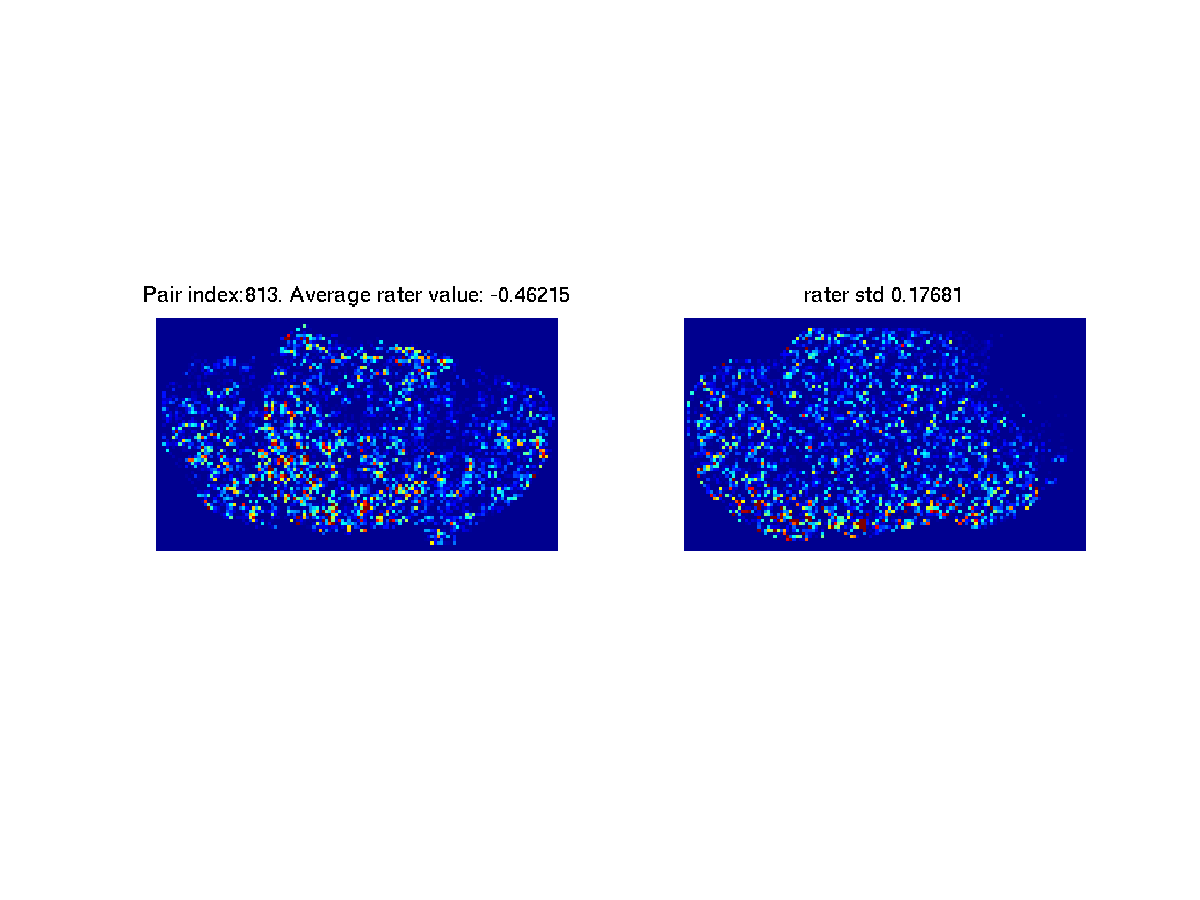 Pair index:813. Average rater value: -0.46215
rater std 0.17681